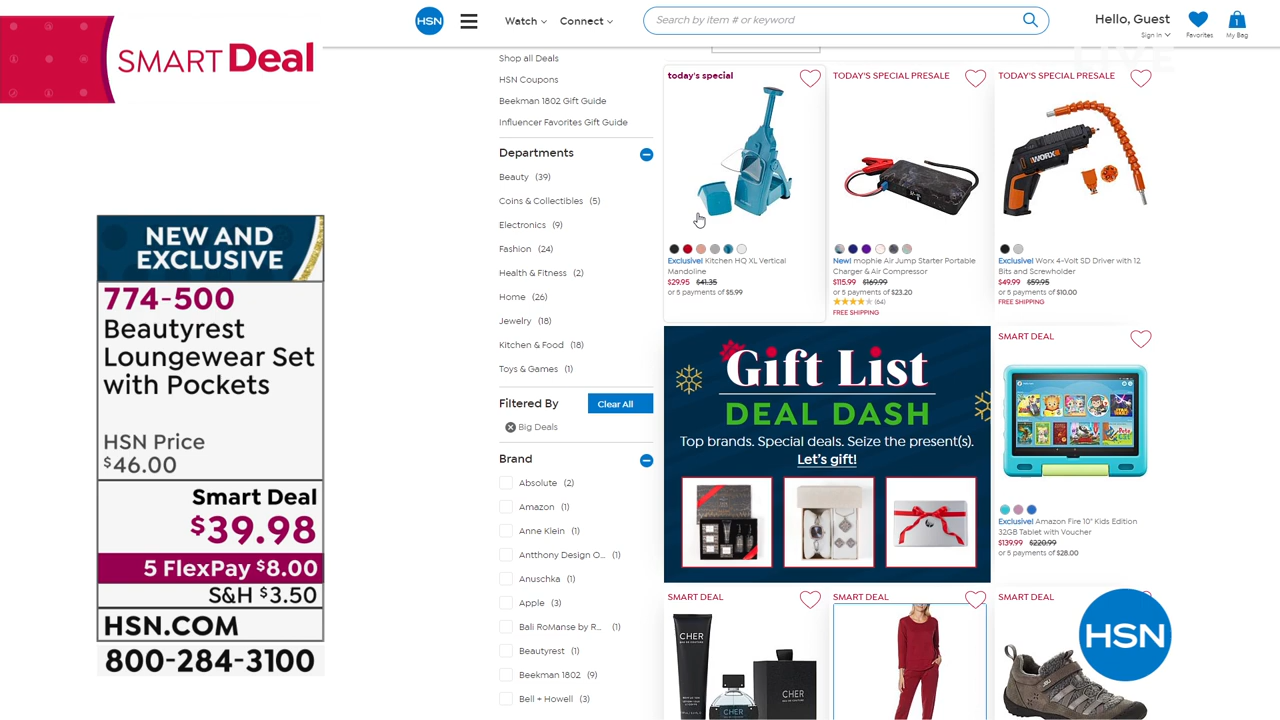 SMART Deal
NEW AND
EXCLUSIVE
774-500
Beautyrest
Loungewear Set
with Pockets
HSN Price
$46.00
Smart Deal
$39.98
5 FlexPay $8.00
S&H $3.50
HSN.COM
800-284-3100
HSN
Watch
Connect
Search by item # or keyword
Hello, Guest
Sign in
Favorites
1
My Bag
LIVE
Shop all Deals
HSN Coupons
Beekman 1802 Gift Guide
Influencer Favorites Gift Guide
Departments
Beauty (39)
Coins & Collectibles (5)
Electronics (9)
Fashion (24)
Health & Fitness (2)
Home (26)
Jewelry (18)
Kitchen & Food (18)
Toys & Games (1)
Filtered By
Clear All
Big Deals
Brand
Absolute (2)
Amazon (1)
Anne Klein (1)
Antthony Design O... (1)
Anuschka (1)
Apple (3)
Bali RoManse by R... (1)
Beautyrest (1)
Beekman 1802 (9)
Bell + Howell (3)
today's special
Exclusive! Kitchen HQ XL Vertical
Mandoline
$29.95 $41.35
or 5 payments of $5.99
TODAY'S SPECIAL PRESALE
New! mophie Air Jump Starter Portable
Charger & Air Compressor
$115.99 $169.99
or 5 payments of $23.20
(64)
FREE SHIPPING
TODAY'S SPECIAL PRESALE
WORX
Exclusive! Worx 4-Volt SD Driver with 12
Bits and Screwholder
$49.99 $59.95
or 5 payments of $10.00
FREE SHIPPING
Gift List
DEAL DASH
Top brands. Special deals. Seize the present(s).
Let's gift!
SMART DEAL
Exclusive! Amazon Fire 10" Kids Edition
32GB Tablet with Voucher
$139.99 $220.99
or 5 payments of $28.00
SMART DEAL
CHER
CHER
SMART DEAL
SMART DEAL
HSN